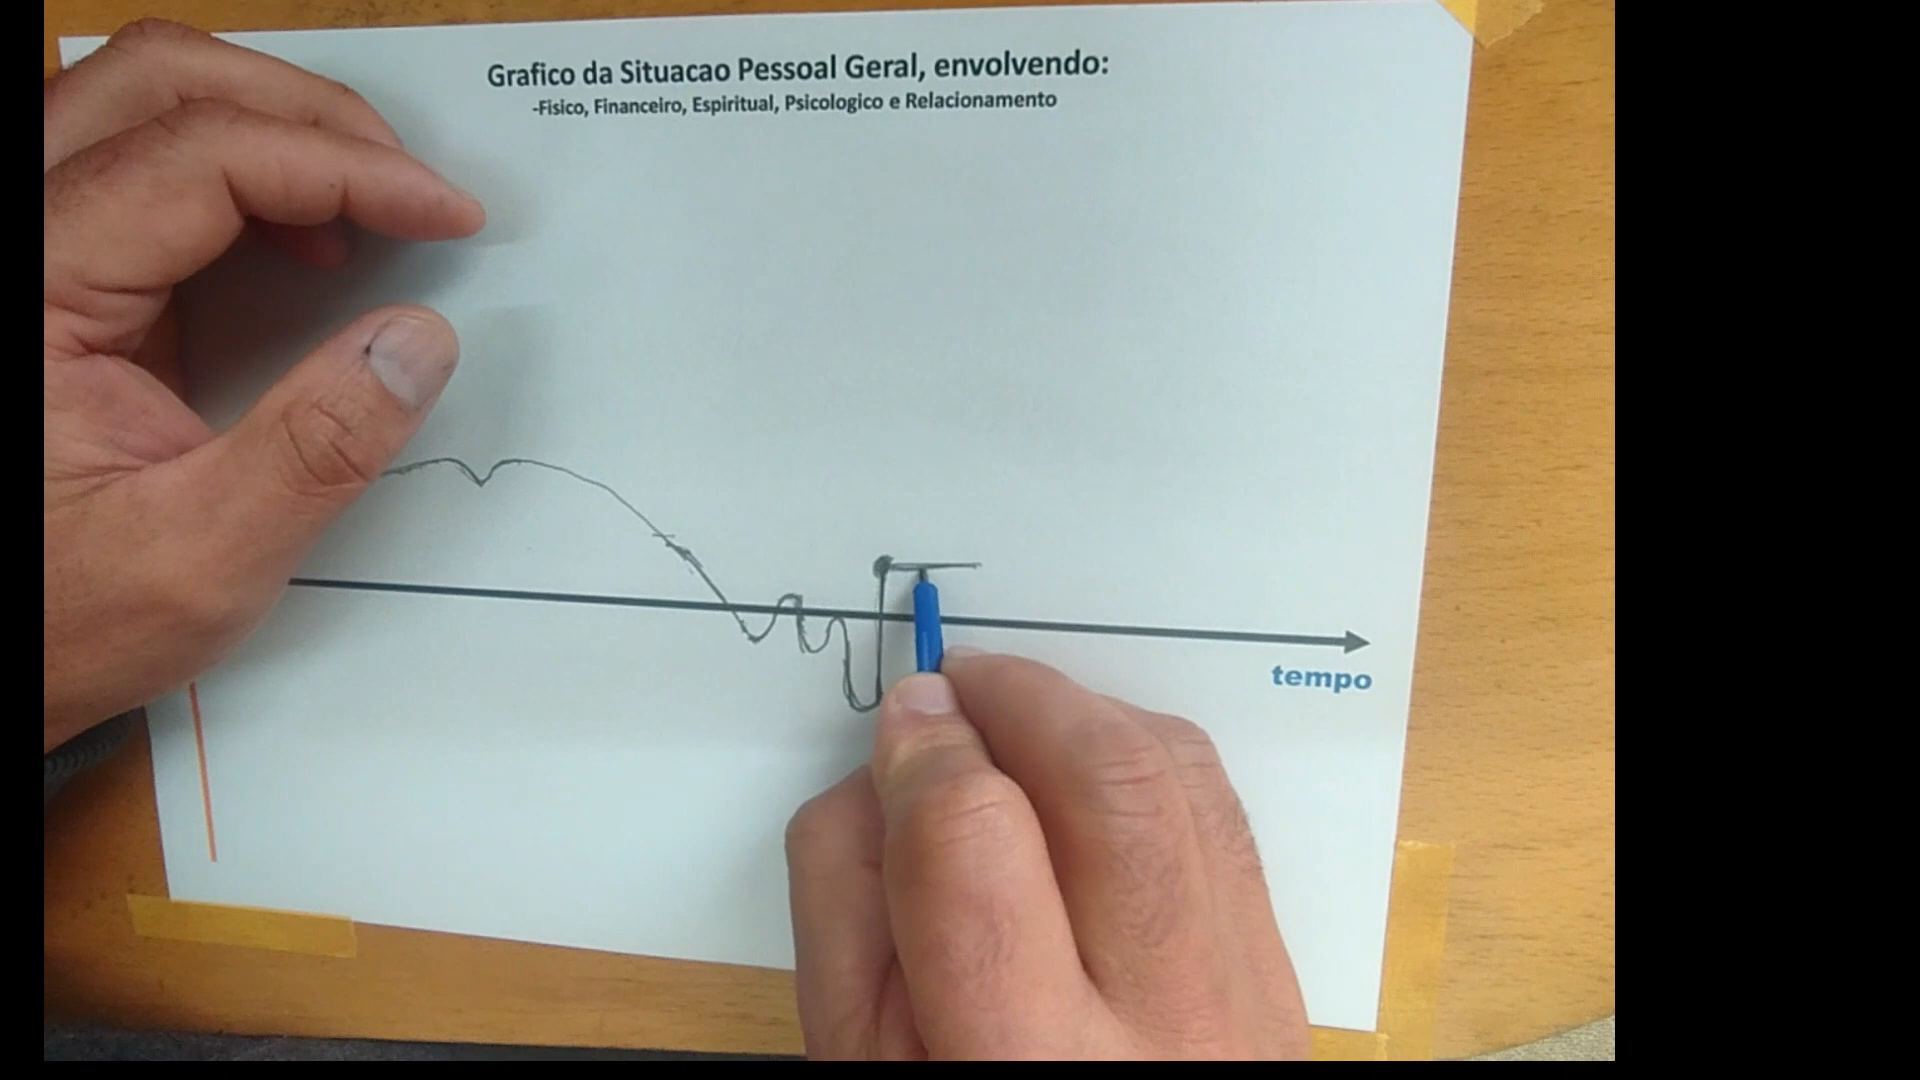 Grafico da Situacao Pessoal Geral, envolvendo:
-Fisico, Financeiro, Espiritual, Psicologico e Relacionamento
tempo